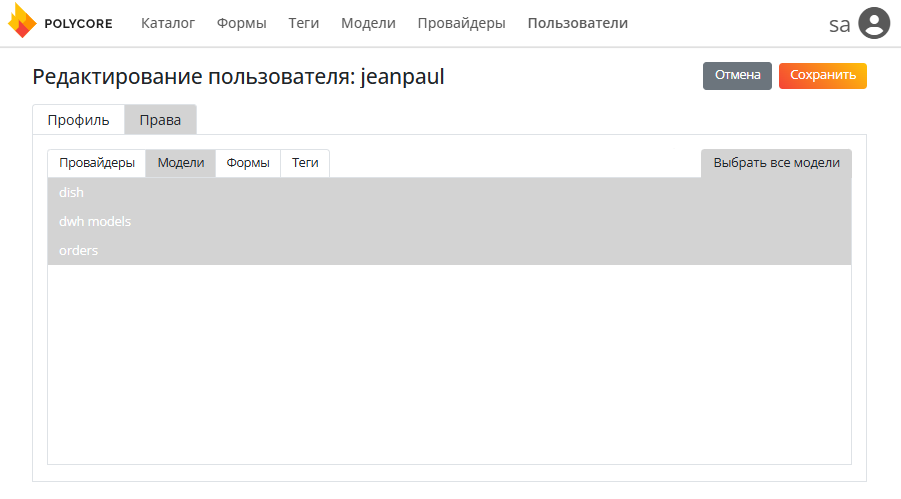 POLYCORE Каталог Формы Теги Модели Провайдеры Пользователи sa
Редактирование пользователя: jeanpaul Отмена Сохранить
Профиль Права
Провайдеры Модели Формы Теги Выбрать все модели
dish
dwh models
orders